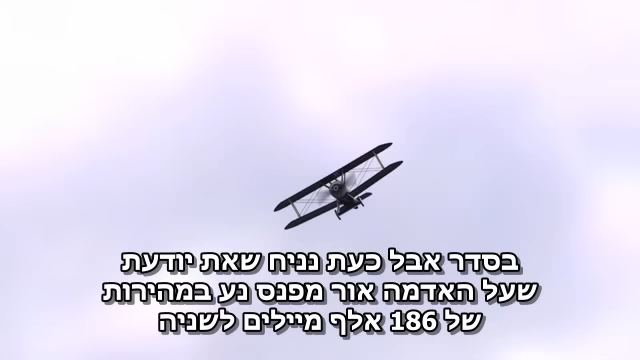 בסדר אבל כעת נניח שאת יודעת
שעל האדמה אור מפנס נע במהירות
של 186 אלף מיילים לשניה